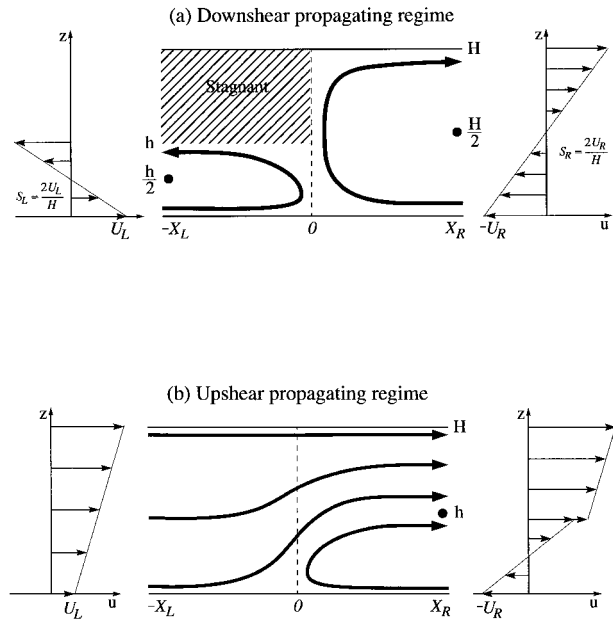 (a) Downshear propagating regime
z
H
z
Stagnant
h
h/2
H/2
S_L = 2U_L/H
S_R = 2U_R/H
U_L
-X_L
0
X_R
-U_R
u
(b) Upshear propagating regime
z
H
z
h
U_L
u
-X_L
0
X_R
-U_R
u